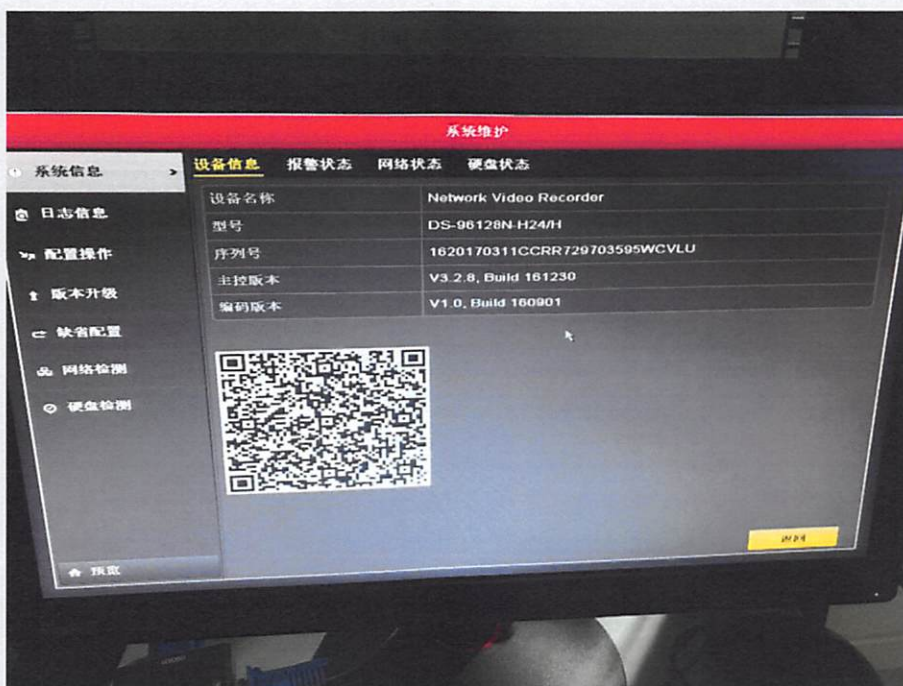 系统维护
系统信息
设备信息 报警状态 网络状态 硬盘状态
设备名称 Network Video Recorder
日志信息
型号 DS-96128N-H24/H
配置操作
序列号 1620170311CCRR729703595WCVLU
主控版本 V3.2.8, Build 161230
版本升级
编码版本 V1.0, Build 160901
缺省配置
网络检测
硬盘检测
返回
预览